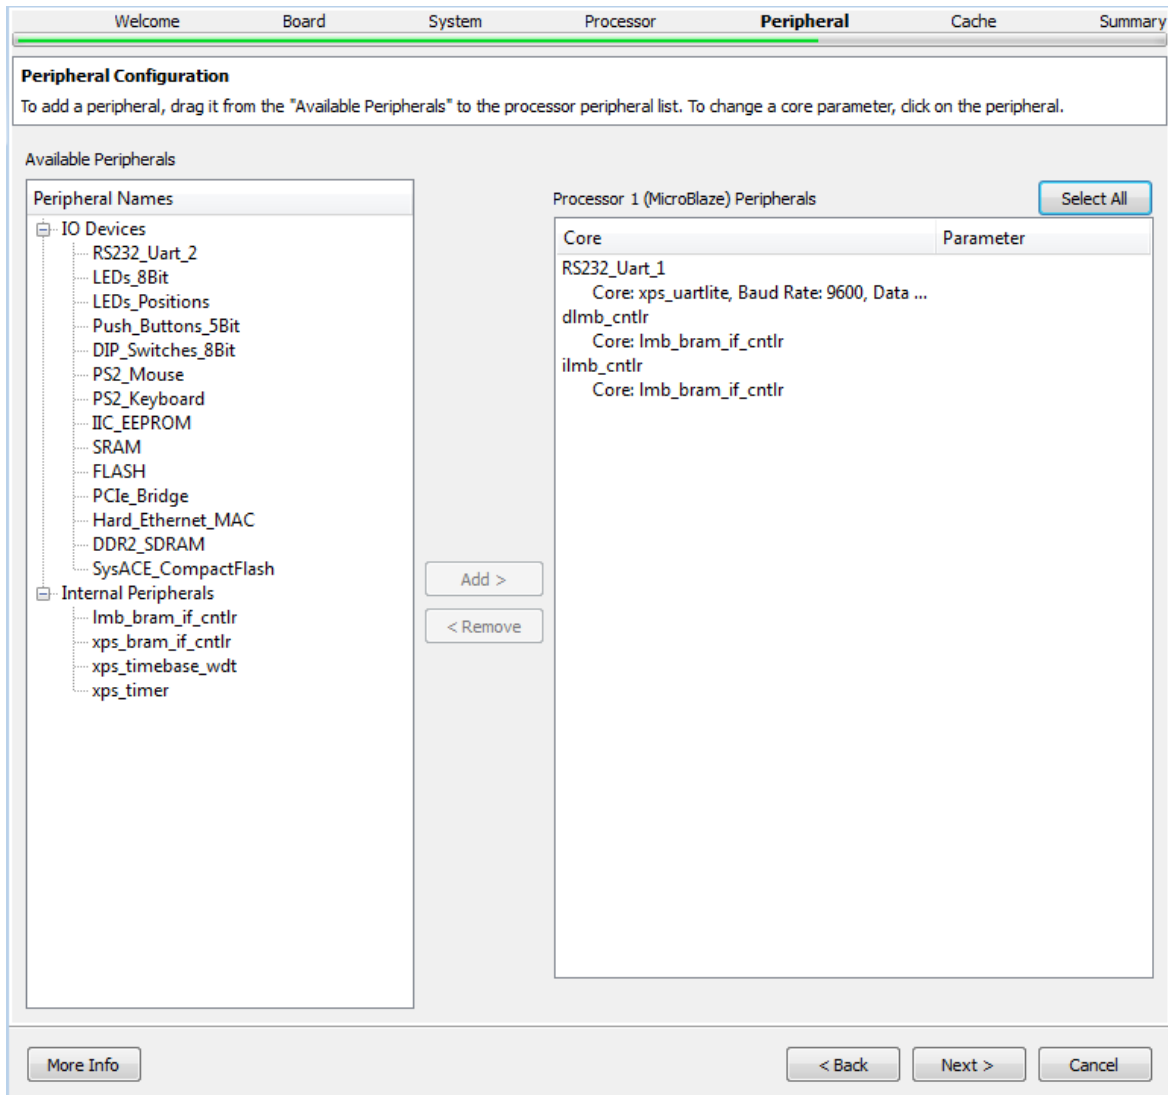 Welcome Board System Processor Peripheral Cache Summary
Peripheral Configuration
To add a peripheral, drag it from the "Available Peripherals" to the processor peripheral list. To change a core parameter, click on the peripheral.
Available Peripherals
Peripheral Names
IO Devices
RS232_Uart_2
LEDs_8Bit
LEDs_Positions
Push_Buttons_5Bit
DIP_Switches_8Bit
PS2_Mouse
PS2_Keyboard
IIC_EEPROM
SRAM
FLASH
PCIe_Bridge
Hard_Ethernet_MAC
DDR2_SDRAM
SysACE_CompactFlash
Internal Peripherals
lmb_bram_if_cntlr
xps_bram_if_cntlr
xps_timebase_wdt
xps_timer
Add >
< Remove
Processor 1 (MicroBlaze) Peripherals
Select All
Core Parameter
RS232_Uart_1
Core: xps_uartlite, Baud Rate: 9600, Data ...
dlmb_cntlr
Core: lmb_bram_if_cntlr
ilmb_cntlr
Core: lmb_bram_if_cntlr
More Info < Back Next > Cancel